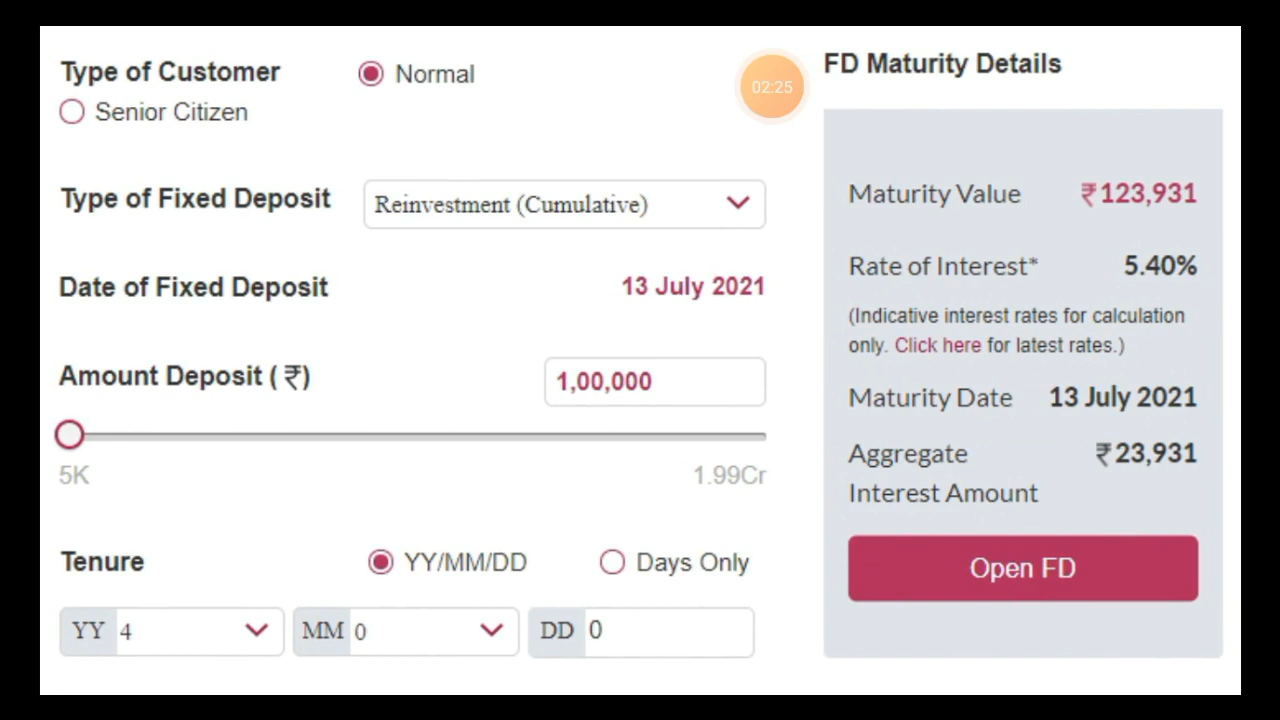 Type of Customer
Normal
Senior Citizen
02:25
Type of Fixed Deposit
Reinvestment (Cumulative)
Date of Fixed Deposit
13 July 2021
Amount Deposit ( ₹)
1,00,000
5K
1.99Cr
Tenure
YY/MM/DD
Days Only
YY 4
MM 0
DD 0
FD Maturity Details
Maturity Value ₹123,931
Rate of Interest* 5.40%
(Indicative interest rates for calculation
only. Click here for latest rates.)
Maturity Date 13 July 2021
Aggregate ₹23,931
Interest Amount
Open FD